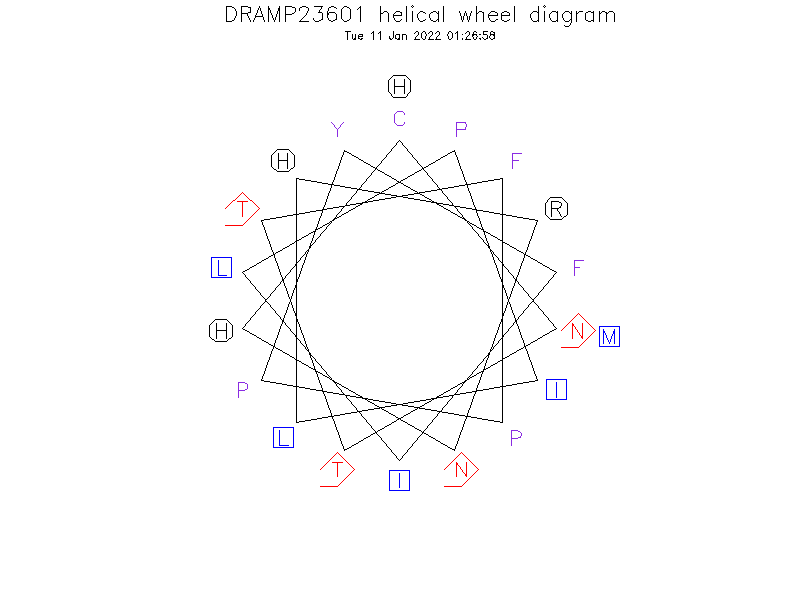 DRAMP23601 helical wheel diagram
Tue 11 Jan 2022 01:26:58
H
Y C P
H F
T R
L F
H N M
P I
L P
T I N